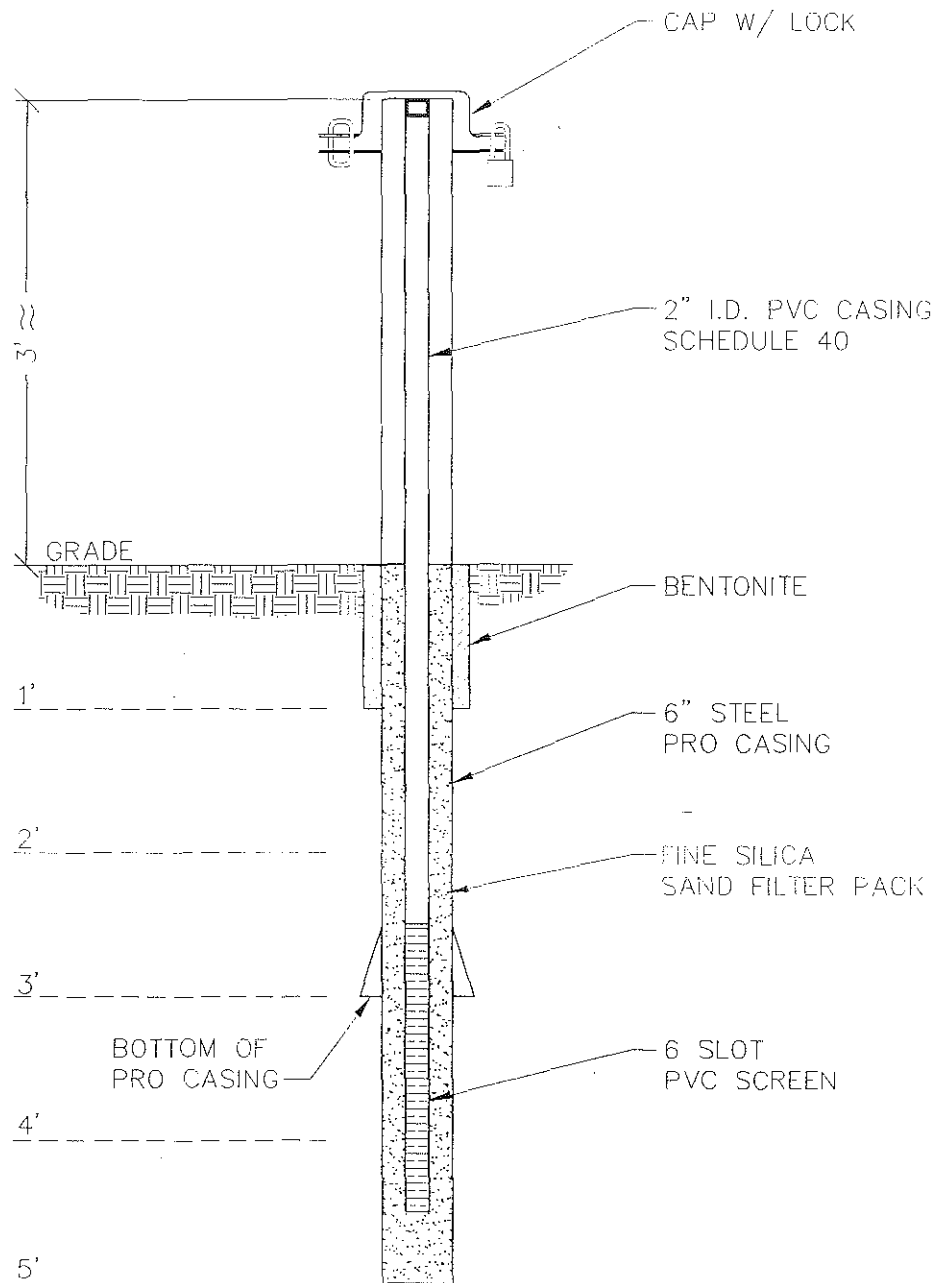 CAP W/ LOCK
3' ≈
2" I.D. PVC CASING
SCHEDULE 40
GRADE
BENTONITE
1'
6" STEEL
PRO CASING
2'
FINE SILICA
SAND FILTER PACK
3'
BOTTOM OF
PRO CASING
6 SLOT
PVC SCREEN
4'
5'